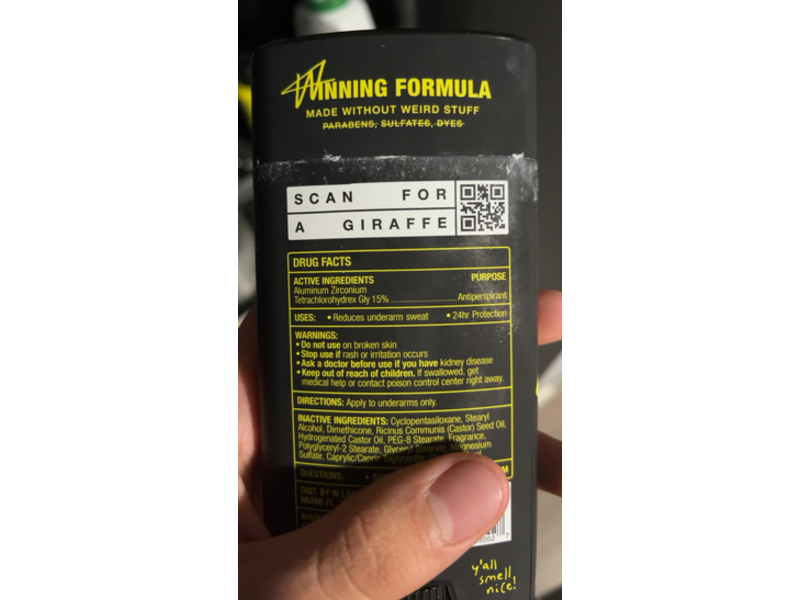 WINNING FORMULA
MADE WITHOUT WEIRD STUFF
PARABENS, SULFATES, DYES
SCAN FOR
A GIRAFFE
DRUG FACTS
ACTIVE INGREDIENTS PURPOSE
Aluminum Zirconium
Tetrachlorohydrex Gly 15% ........................ Antiperspirant
USES: • Reduces underarm sweat • 24hr Protection
WARNINGS:
• Do not use on broken skin
• Stop use if rash or irritation occurs
• Ask a doctor before use if you have kidney disease
• Keep out of reach of children. If swallowed, get
medical help or contact poison control center right away.
DIRECTIONS: Apply to underarms only.
INACTIVE INGREDIENTS: Cyclopentasiloxane, Stearyl
Alcohol, Dimethicone, Ricinus Communis (Castor) Seed Oil,
Hydrogenated Castor Oil, PEG-8 Stearate, Fragrance,
Polyglyceryl-2 Stearate, Glyceryl Stearate, Magnesium
Sulfate, Caprylic/Capric Triglyceride
QUESTIONS:
DIST. BY
MIAMI
y'all
smell
nice!